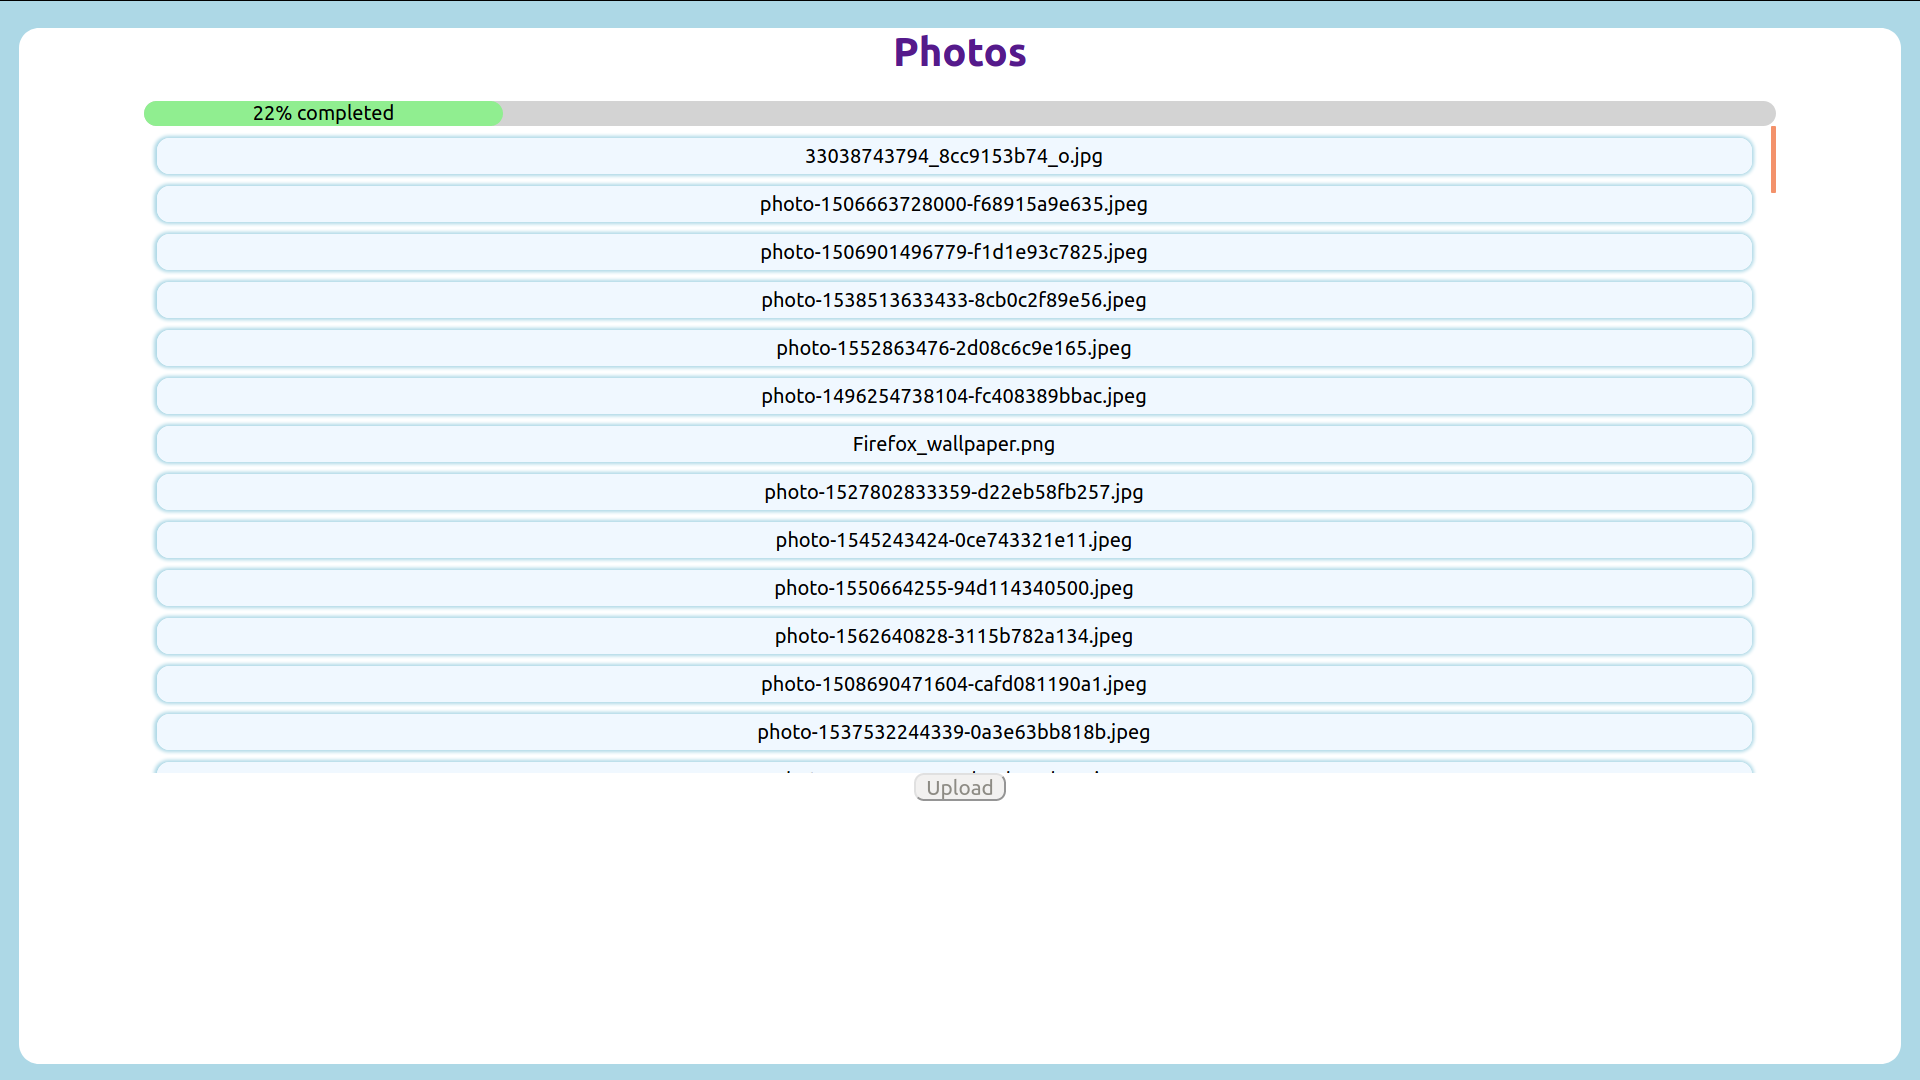 Photos
22% completed
33038743794_8cc9153b74_o.jpg
photo-1506663728000-f68915a9e635.jpeg
photo-1506901496779-f1d1e93c7825.jpeg
photo-1538513633433-8cb0c2f89e56.jpeg
photo-1552863476-2d08c6c9e165.jpeg
photo-1496254738104-fc408389bbac.jpeg
Firefox_wallpaper.png
photo-1527802833359-d22eb58fb257.jpg
photo-1545243424-0ce743321e11.jpeg
photo-1550664255-94d114340500.jpeg
photo-1562640828-3115b782a134.jpeg
photo-1508690471604-cafd081190a1.jpeg
photo-1537532244339-0a3e63bb818b.jpeg
Upload